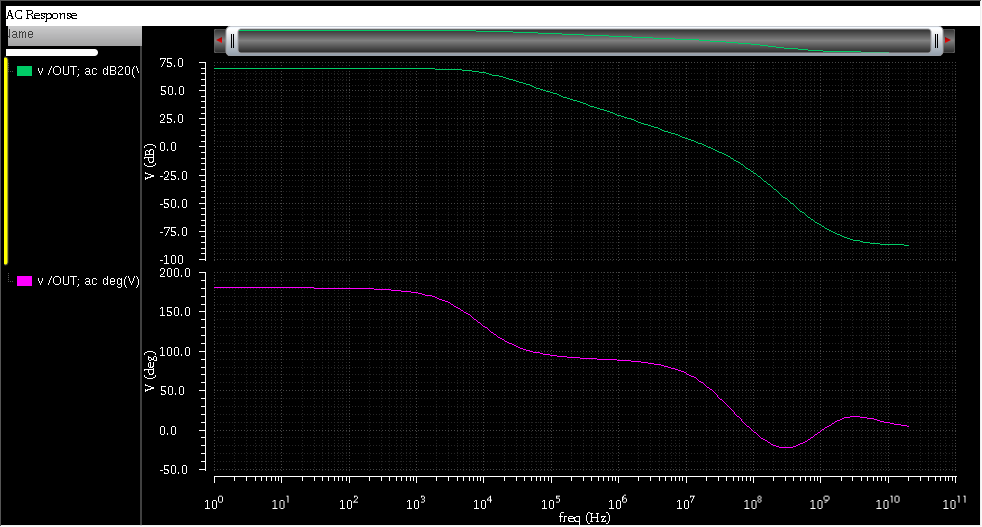 AC Response
Name
v /OUT; ac dB20(V
v /OUT; ac deg(V)
75.0
50.0
25.0
0.0
-25.0
-50.0
-75.0
-100
V (dB)
200.0
150.0
100.0
50.0
0.0
-50.0
V (deg)
10⁰ 10¹ 10² 10³ 10⁴ 10⁵ 10⁶ 10⁷ 10⁸ 10⁹ 10¹⁰ 10¹¹
freq (Hz)